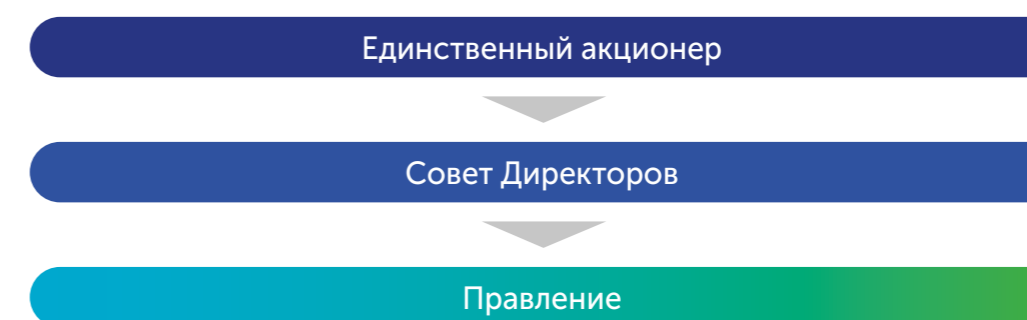 Единственный акционер
Совет Директоров
Правление